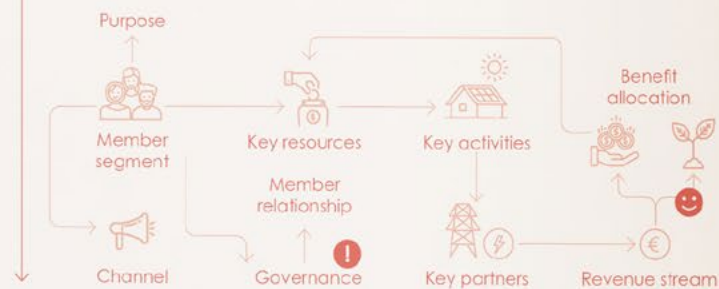 Purpose
Benefit
allocation
Member
segment
Key resources
Key activities
Member
relationship
Channel
Governance
!
Key partners
€
Revenue stream